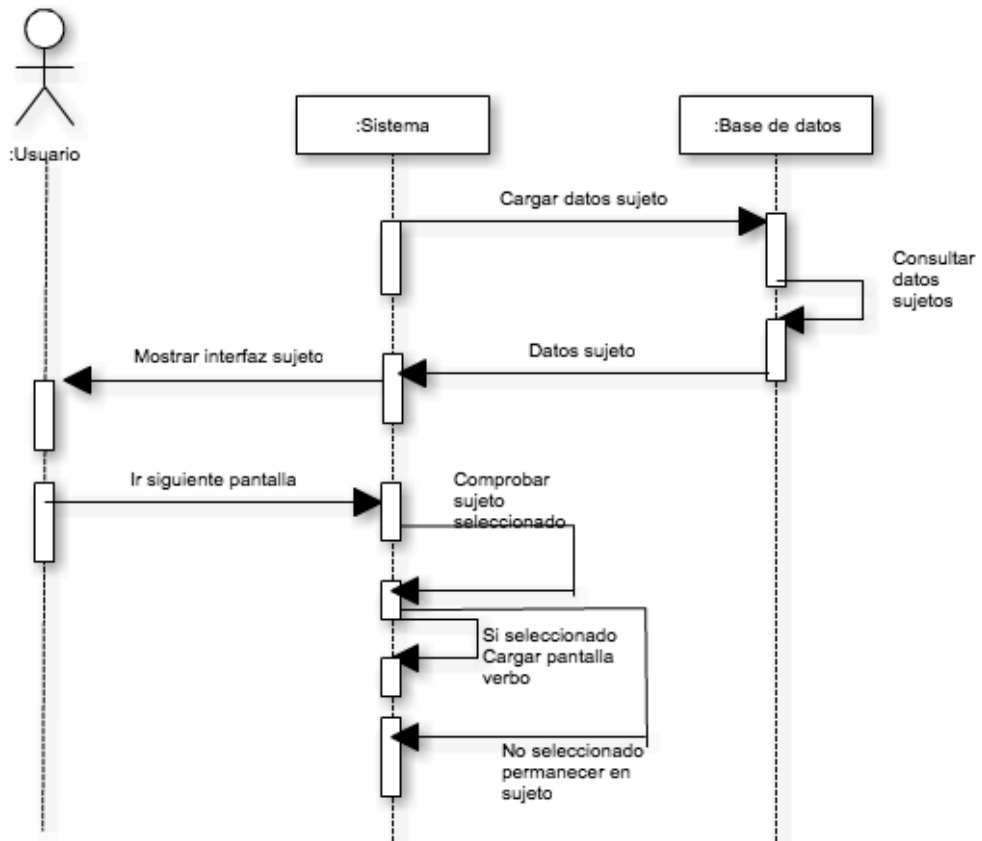 :Usuario
:Sistema
:Base de datos
Cargar datos sujeto
Consultar
datos
sujetos
Datos sujeto
Mostrar interfaz sujeto
Ir siguiente pantalla
Comprobar
sujeto
seleccionado
Si seleccionado
Cargar pantalla
verbo
No seleccionado
permanecer en
sujeto